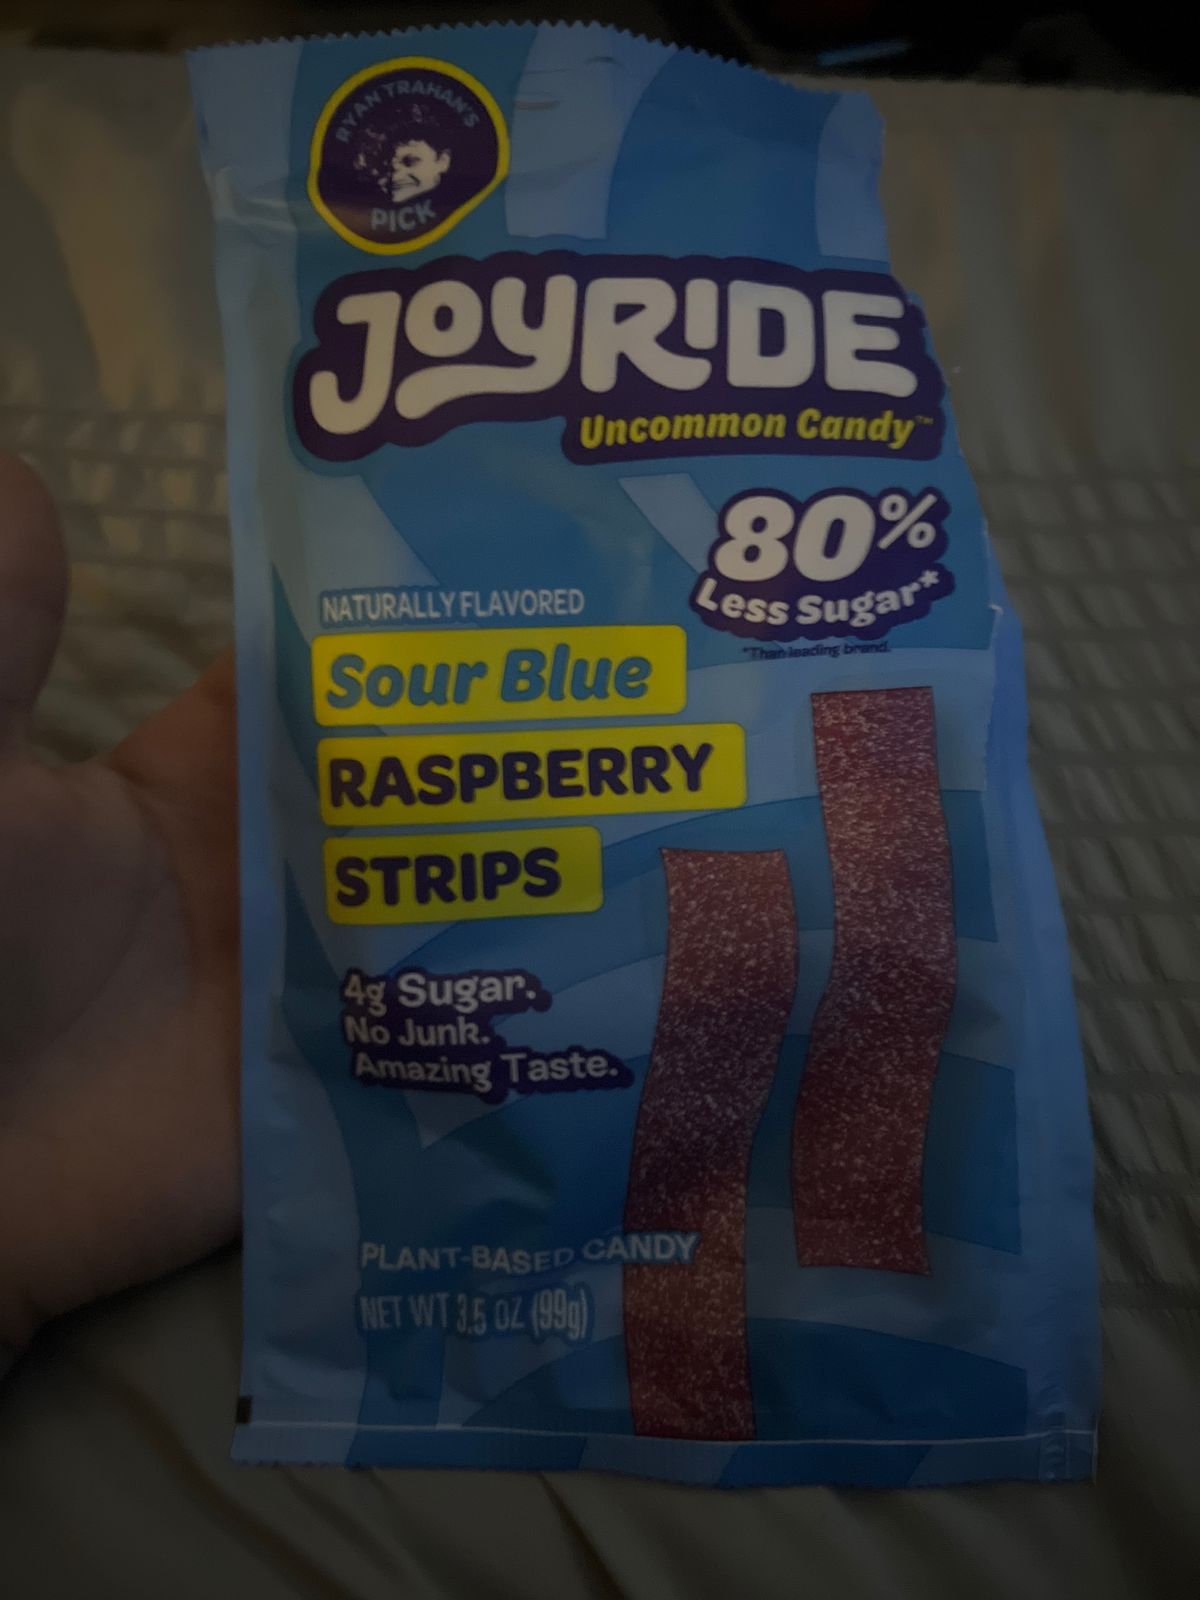 RYAN TRAHAN'S
PICK
JOYRIDE
Uncommon Candy™
80%
Less Sugar*
*Than leading brand.
NATURALLY FLAVORED
Sour Blue
RASPBERRY
STRIPS
4g Sugar.
No Junk.
Amazing Taste.
PLANT-BASED CANDY
NET WT 3.5 OZ (99g)